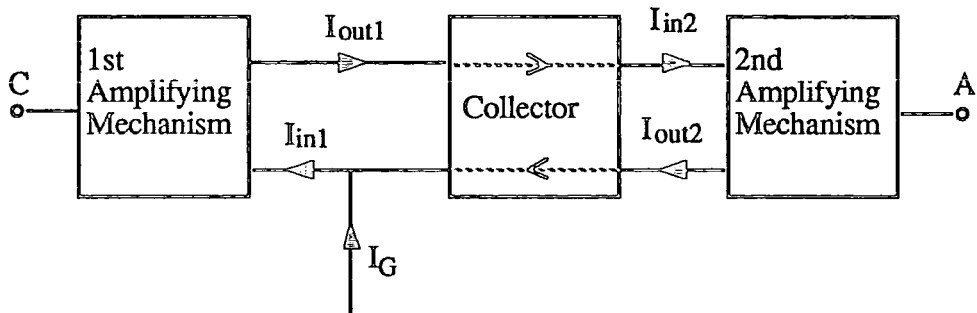 C
1st
Amplifying
Mechanism
Iout1
Iin1
IG
Collector
Iin2
Iout2
2nd
Amplifying
Mechanism
A